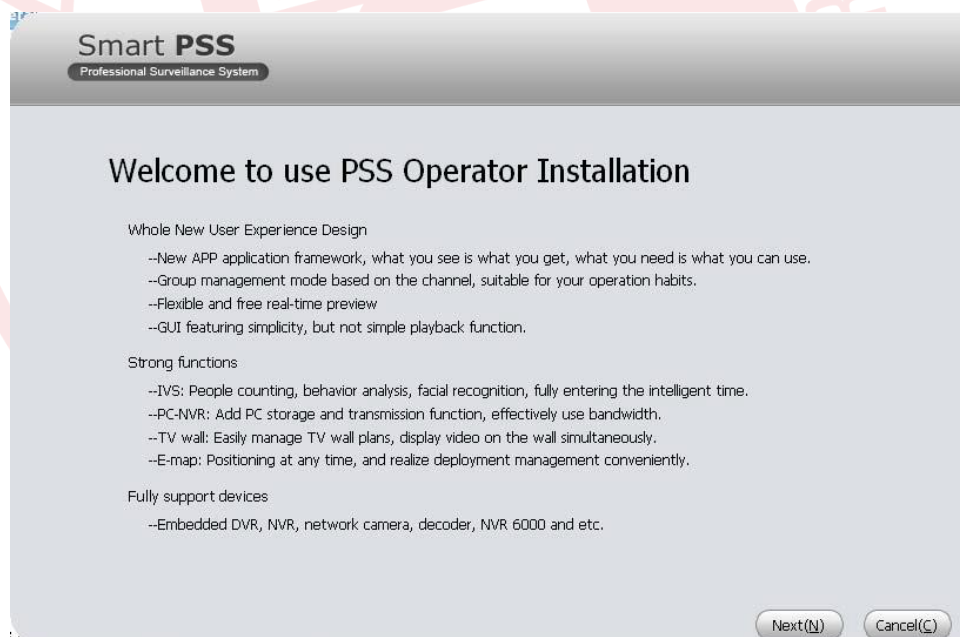 Smart PSS
Professional Surveillance System
Welcome to use PSS Operator Installation
Whole New User Experience Design
--New APP application framework, what you see is what you get, what you need is what you can use.
--Group management mode based on the channel, suitable for your operation habits.
--Flexible and free real-time preview
--GUI featuring simplicity, but not simple playback function.
Strong functions
--IVS: People counting, behavior analysis, facial recognition, fully entering the intelligent time.
--PC-NVR: Add PC storage and transmission function, effectively use bandwidth.
--TV wall: Easily manage TV wall plans, display video on the wall simultaneously.
--E-map: Positioning at any time, and realize deployment management conveniently.
Fully support devices
--Embedded DVR, NVR, network camera, decoder, NVR 6000 and etc.
Next(N) Cancel(C)